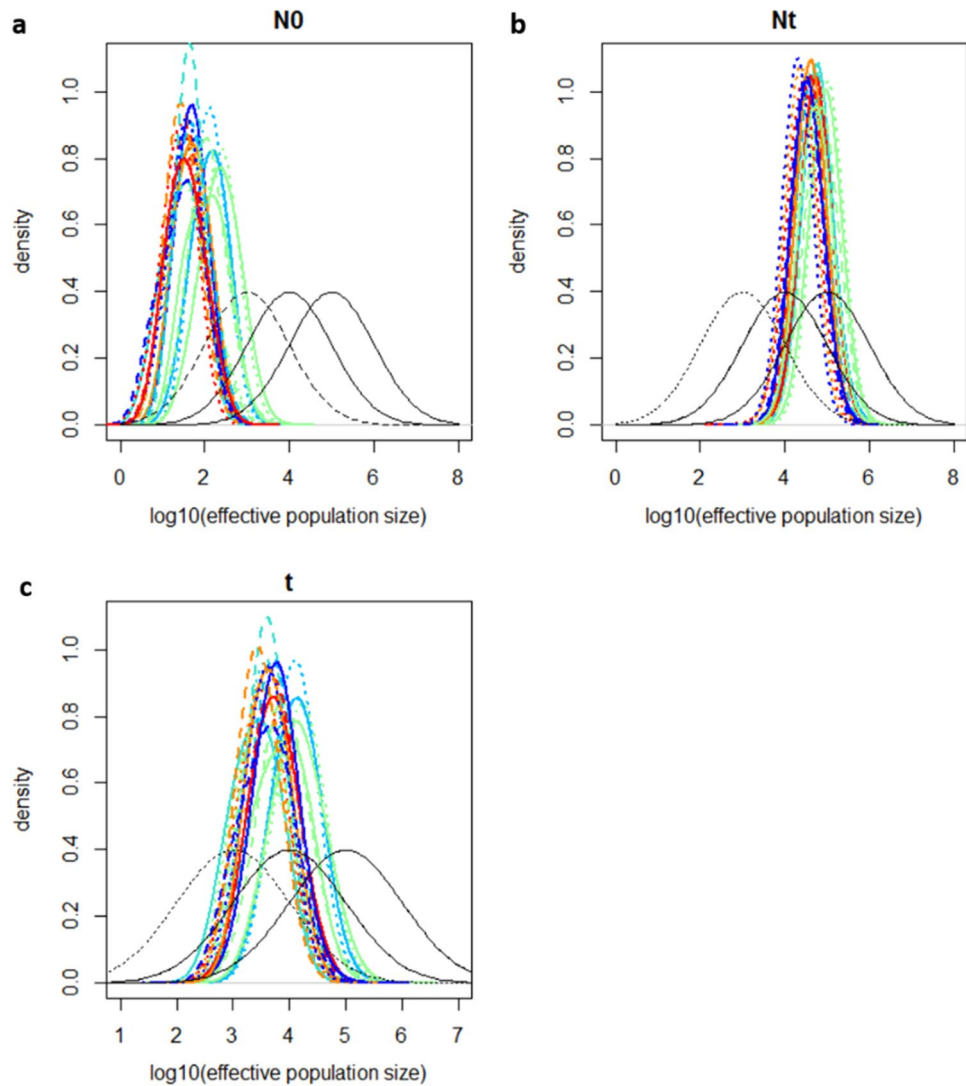 a
N0
density
0.0 0.2 0.4 0.6 0.8 1.0
0 2 4 6 8
log10(effective population size)
b
Nt
density
0.0 0.2 0.4 0.6 0.8 1.0
0 2 4 6 8
log10(effective population size)
c
t
density
0.0 0.2 0.4 0.6 0.8 1.0
1 2 3 4 5 6 7
log10(effective population size)